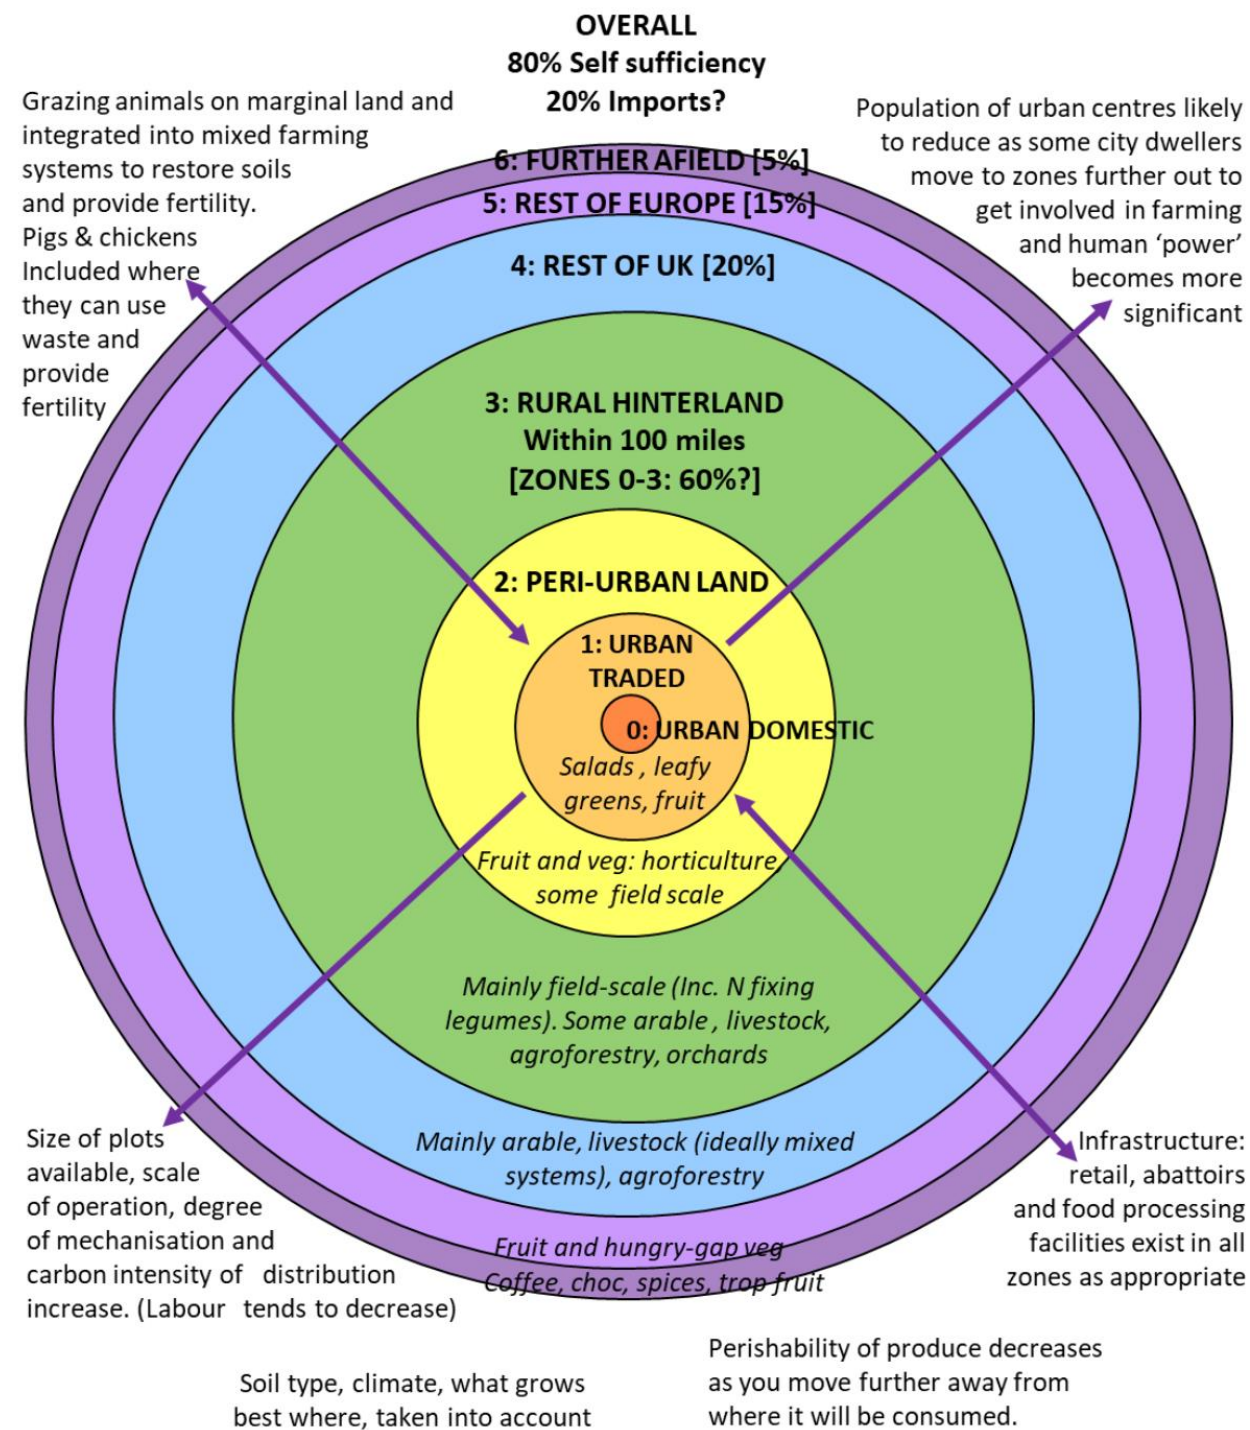 OVERALL
80% Self sufficiency
20% Imports?
Grazing animals on marginal land and
integrated into mixed farming
systems to restore soils
and provide fertility.
Pigs & chickens
Included where
they can use
waste and
provide
fertility
Population of urban centres likely
to reduce as some city dwellers
move to zones further out to
get involved in farming
and human ‘power’
becomes more
significant
6: FURTHER AFIELD [5%]
5: REST OF EUROPE [15%]
4: REST OF UK [20%]
3: RURAL HINTERLAND
Within 100 miles
[ZONES 0-3: 60%?]
2: PERI-URBAN LAND
1: URBAN
TRADED
0: URBAN DOMESTIC
Salads , leafy
greens, fruit
Fruit and veg: horticulture,
some field scale
Mainly field-scale (Inc. N fixing
legumes). Some arable , livestock,
agroforestry, orchards
Mainly arable, livestock (ideally mixed
systems), agroforestry
Fruit and hungry-gap veg
Coffee, choc, spices, trop fruit
Size of plots
available, scale
of operation, degree
of mechanisation and
carbon intensity of distribution
increase. (Labour tends to decrease)
Infrastructure:
retail, abattoirs
and food processing
facilities exist in all
zones as appropriate
Soil type, climate, what grows
best where, taken into account
Perishability of produce decreases
as you move further away from
where it will be consumed.